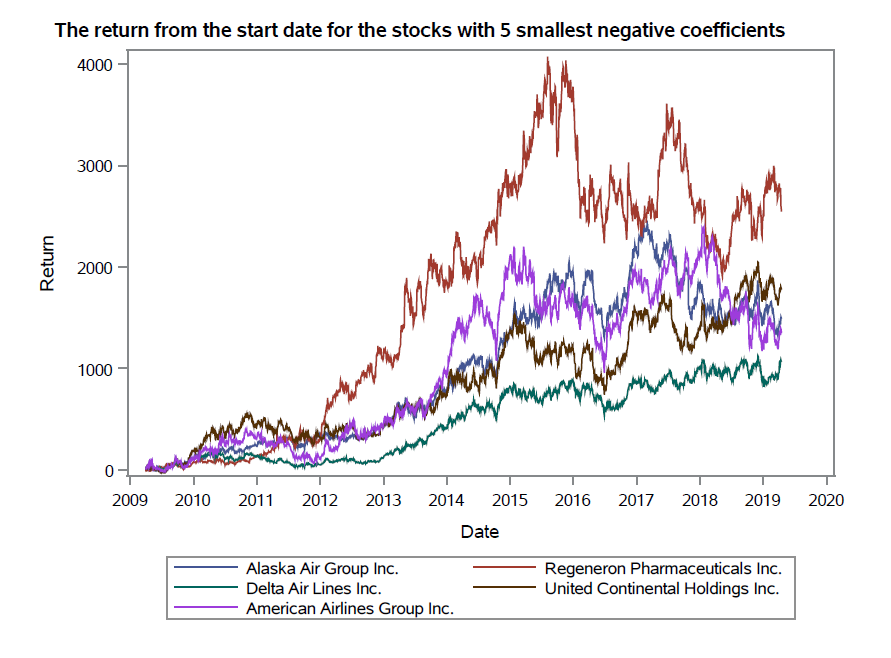 The return from the start date for the stocks with 5 smallest negative coefficients
4000
3000
2000
1000
0
Return
2009 2010 2011 2012 2013 2014 2015 2016 2017 2018 2019 2020
Date
Alaska Air Group Inc. Regeneron Pharmaceuticals Inc.
Delta Air Lines Inc. United Continental Holdings Inc.
American Airlines Group Inc.